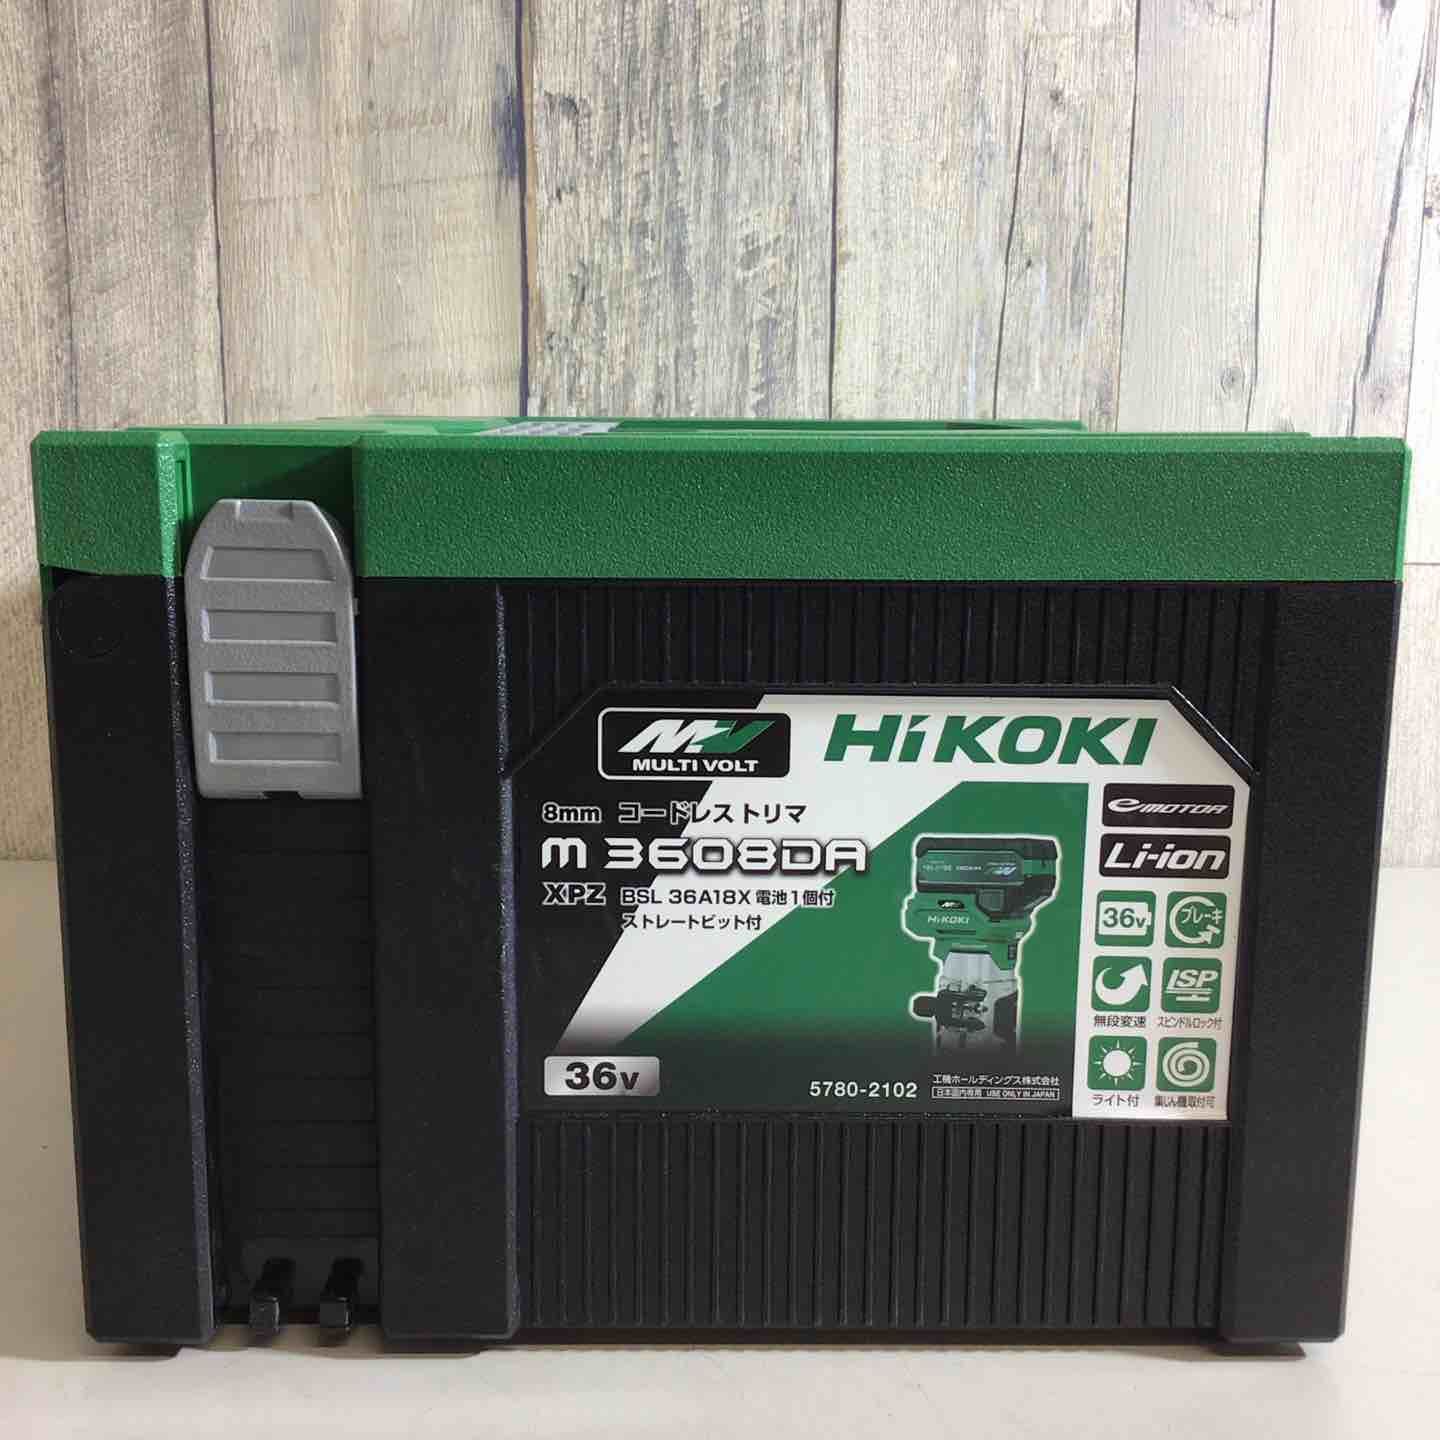 MULTI VOLT
HiKOKI
8mm コードレストリマ
M 3608DA
XPZ BSL 36A18X 電池1個付
ストレートビット付
HiKOKI
36V
5780-2102
工機ホールディングス株式会社
日本国内専用 USE ONLY IN JAPAN
eMOTOR
Li-ion
36V
ブレーキ
無段変速
ISP
スピンドルロック付
ライト付
集じん機取付可